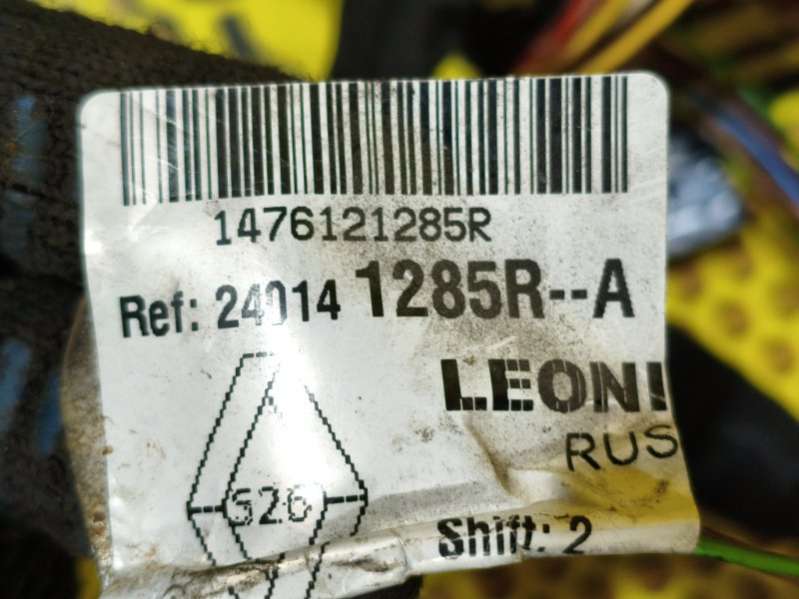 1476121285R
Ref: 24014 1285R--A
LEONI
RUS
S26
Shift: 2